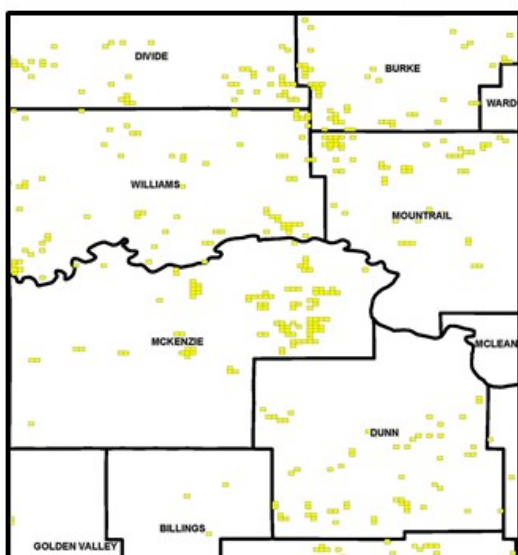 DIVIDE
BURKE
WARD
WILLIAMS
MOUNTRAIL
MCKENZIE
MCLEAN
DUNN
BILLINGS
GOLDEN VALLEY